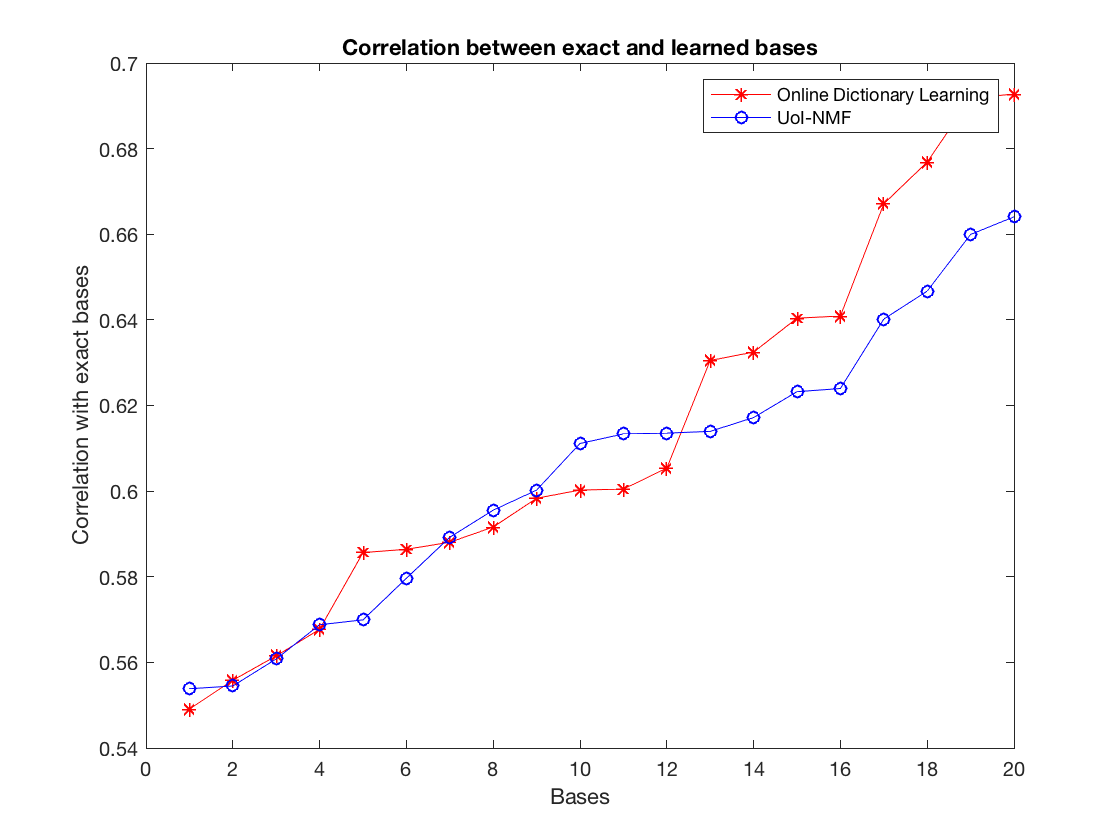 Correlation between exact and learned bases
Online Dictionary Learning
UoI-NMF
0.7
0.68
0.66
0.64
0.62
0.6
0.58
0.56
0.54
Correlation with exact bases
0 2 4 6 8 10 12 14 16 18 20
Bases